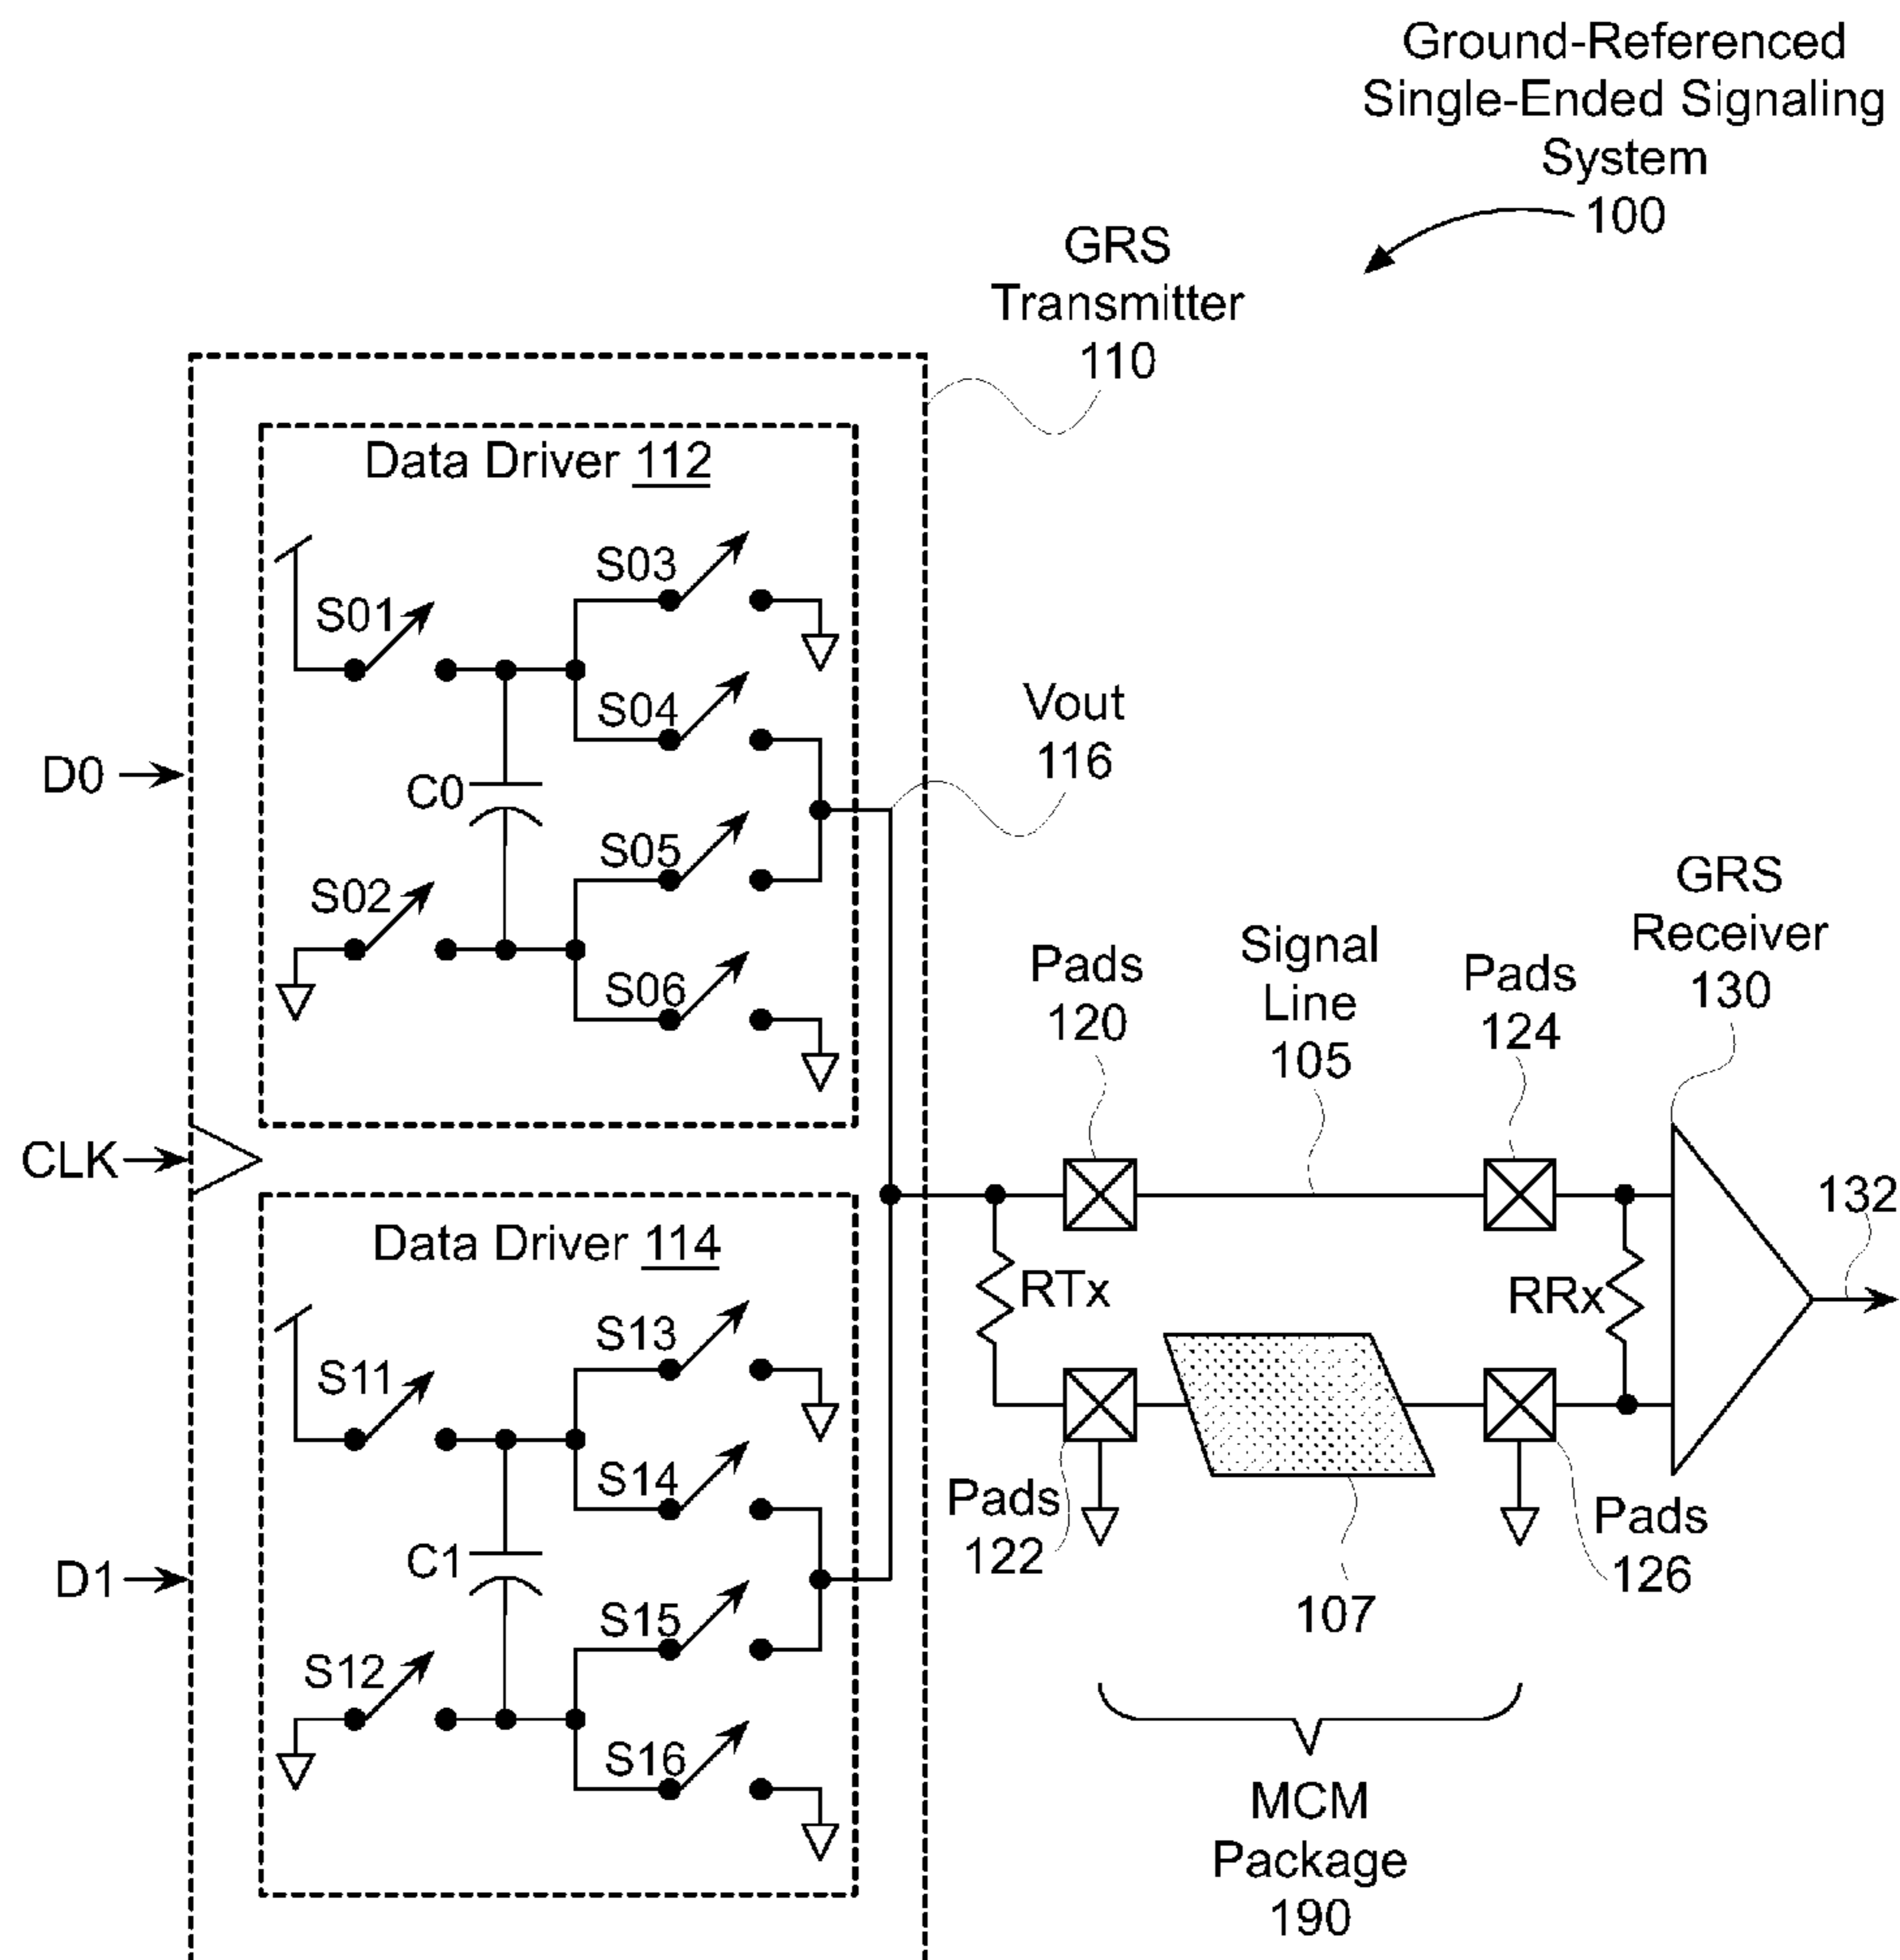 Ground-Referenced
Single-Ended Signaling
System
100
GRS
Transmitter
110
Data Driver 112
S03
S01
S04
Vout
116
D0
C0
S05
S02
S06
GRS
Receiver
130
Pads
120
Signal
Line
105
Pads
124
CLK
132
Data Driver 114
RTx
RRx
S13
S11
S14
Pads
122
Pads
126
C1
D1
107
S15
S12
S16
MCM
Package
190